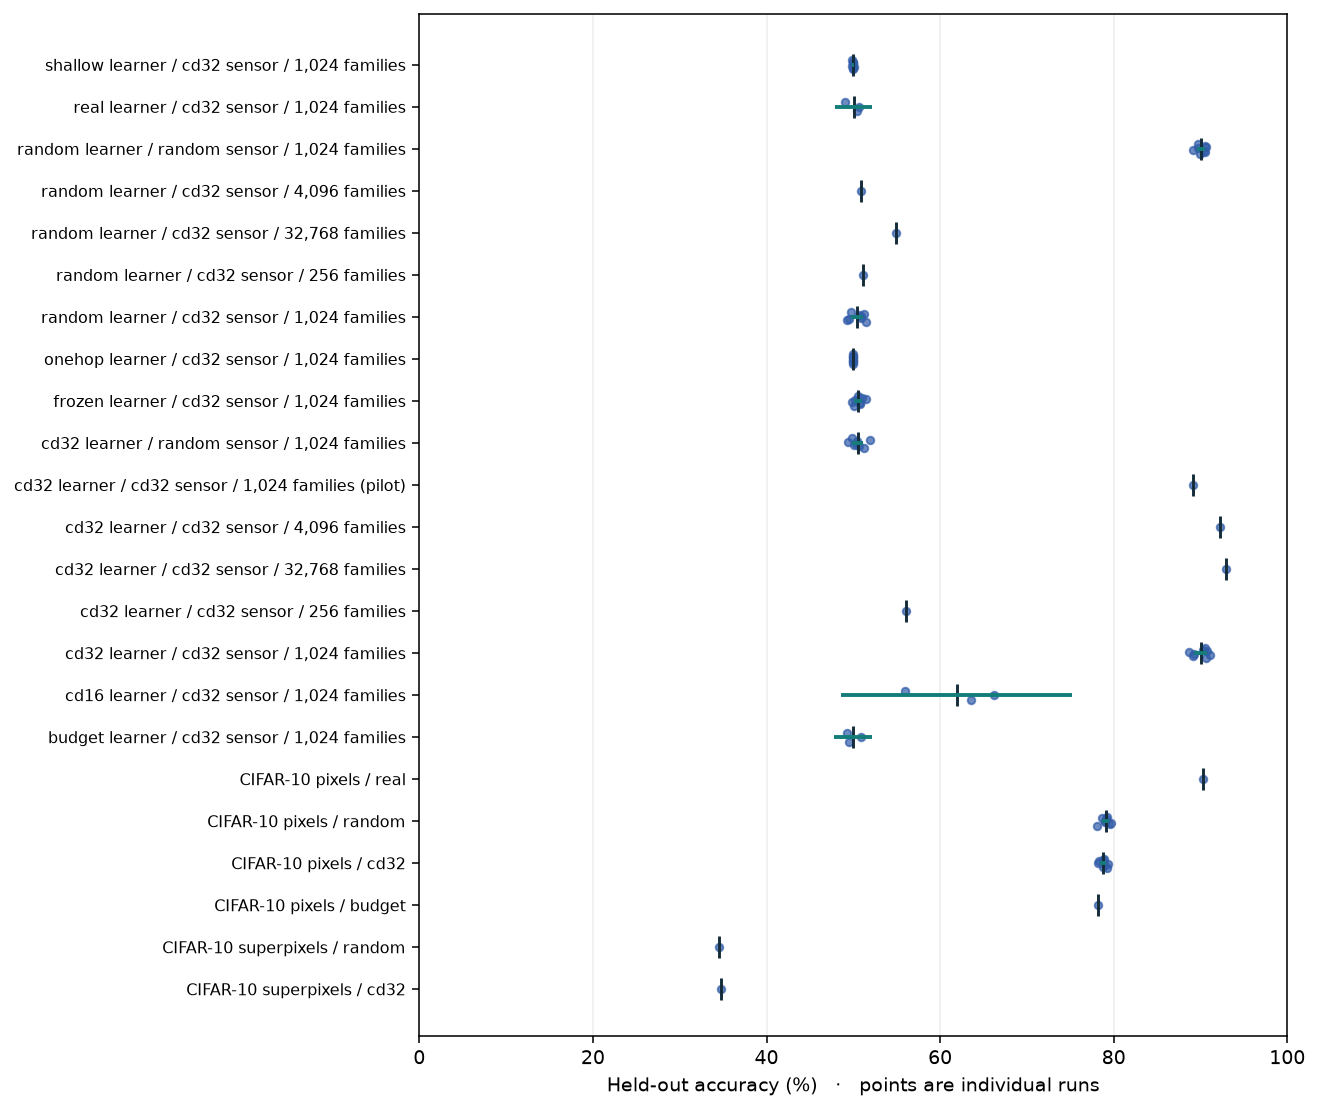 shallow learner / cd32 sensor / 1,024 families
real learner / cd32 sensor / 1,024 families
random learner / random sensor / 1,024 families
random learner / cd32 sensor / 4,096 families
random learner / cd32 sensor / 32,768 families
random learner / cd32 sensor / 256 families
random learner / cd32 sensor / 1,024 families
onehop learner / cd32 sensor / 1,024 families
frozen learner / cd32 sensor / 1,024 families
cd32 learner / random sensor / 1,024 families
cd32 learner / cd32 sensor / 1,024 families (pilot)
cd32 learner / cd32 sensor / 4,096 families
cd32 learner / cd32 sensor / 32,768 families
cd32 learner / cd32 sensor / 256 families
cd32 learner / cd32 sensor / 1,024 families
cd16 learner / cd32 sensor / 1,024 families
budget learner / cd32 sensor / 1,024 families
CIFAR-10 pixels / real
CIFAR-10 pixels / random
CIFAR-10 pixels / cd32
CIFAR-10 pixels / budget
CIFAR-10 superpixels / random
CIFAR-10 superpixels / cd32
0 20 40 60 80 100
Held-out accuracy (%) · points are individual runs